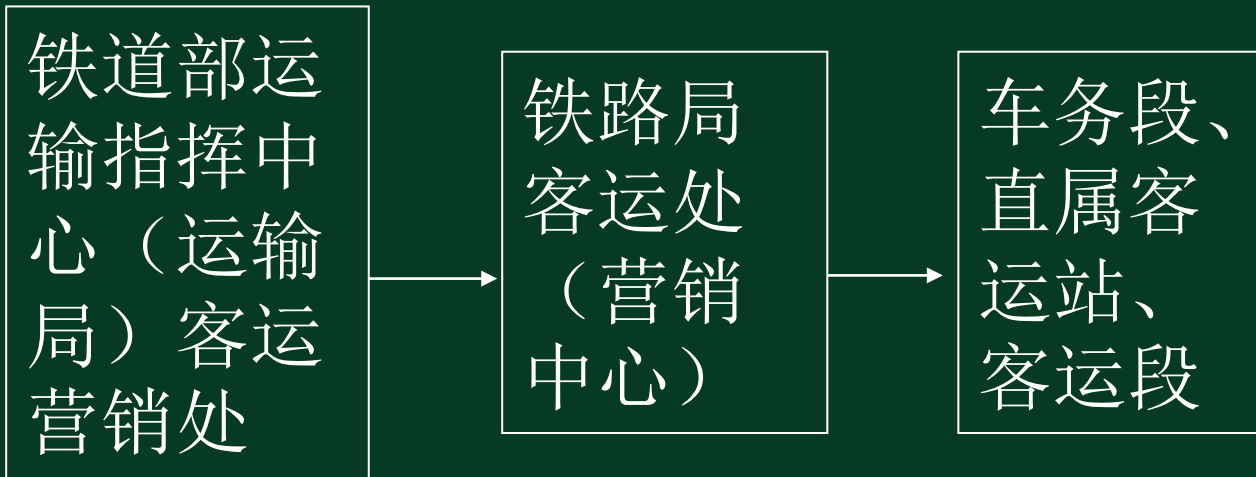 铁道部运
输指挥中
心（运输
局）客运
营销处
铁路局
客运处
（营销
中心）
车务段、
直属客
运站、
客运段